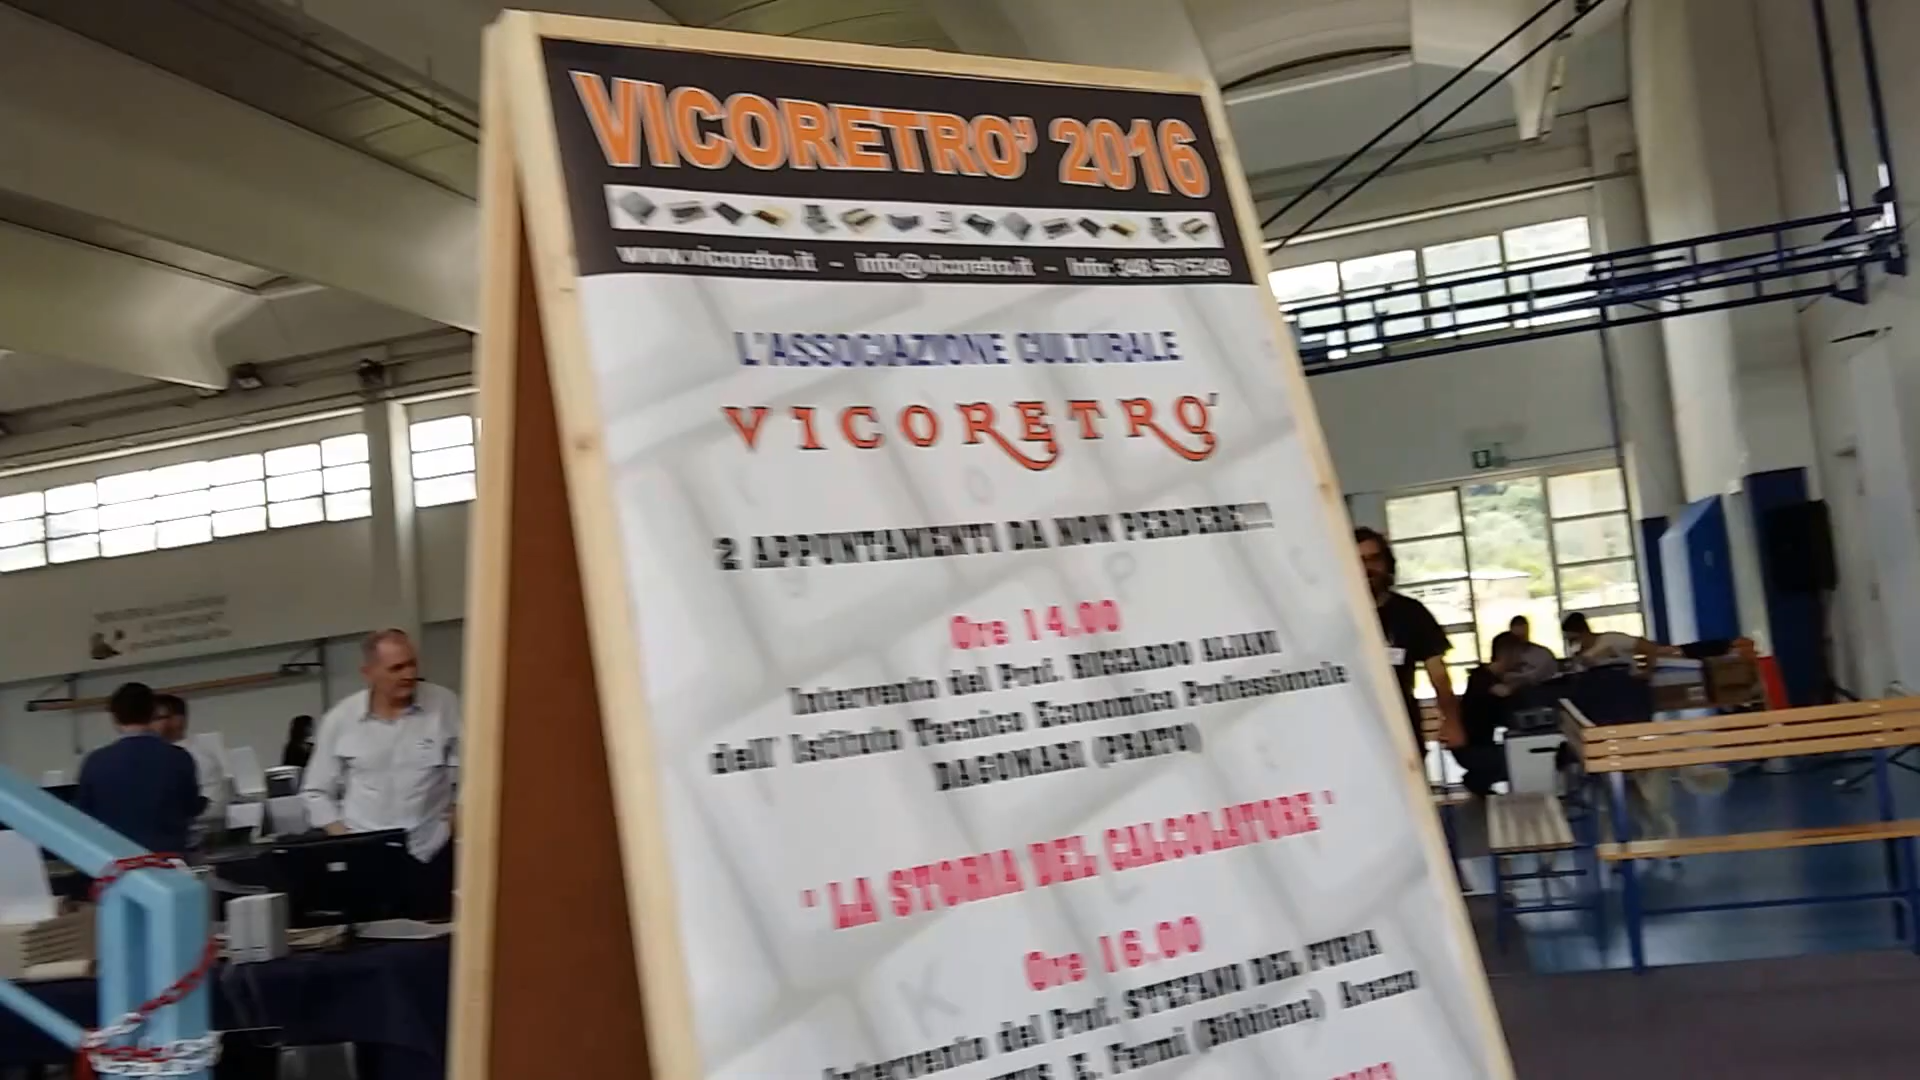 VICORETRO' 2016
www.vicoretro.it - info@vicoretro.it - Info:
L'ASSOCIAZIONE CULTURALE
VICORETRO'
2 APPUNTAMENTI DA NON PERDERE!!!
Ore 14.00
Intervento del Prof. RICCARDO ALIANI
dell' Istituto Tecnico Economico Professionale
DAGOMARI (PRATO)
" LA STORIA DEL CALCOLATORE "
Ore 16.00
Intervento del Prof. STEFANO DEL FURIA
E. Fermi (Bibbiena) Arezzo